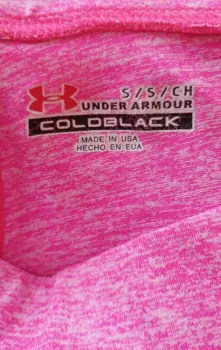 S/S/CH
UNDER ARMOUR
COLDBLACK
MADE IN USA
HECHO EN EUA